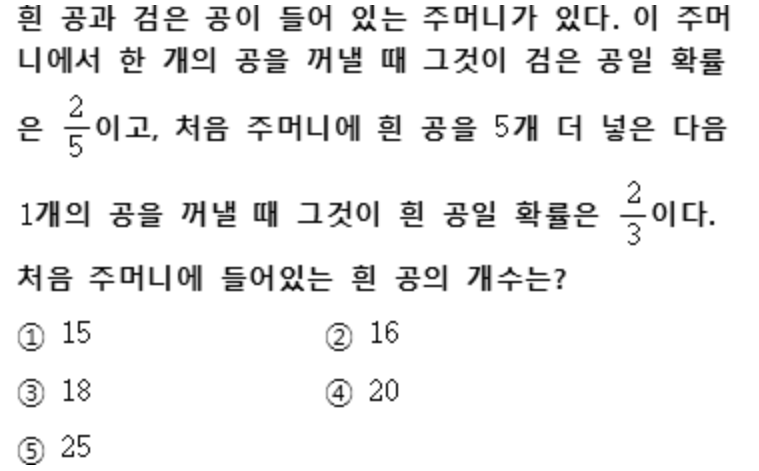 흰 공과 검은 공이 들어 있는 주머니가 있다. 이 주머
니에서 한 개의 공을 꺼낼 때 그것이 검은 공일 확률
은 2/5이고, 처음 주머니에 흰 공을 5개 더 넣은 다음
1개의 공을 꺼낼 때 그것이 흰 공일 확률은 2/3이다.
처음 주머니에 들어있는 흰 공의 개수는?
① 15 ② 16
③ 18 ④ 20
⑤ 25